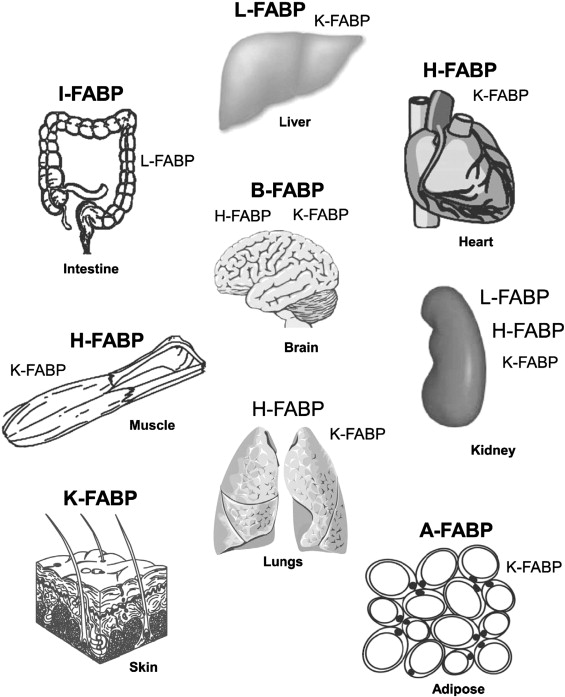 L-FABP
K-FABP
Liver
H-FABP
K-FABP
Heart
I-FABP
L-FABP
Intestine
B-FABP
H-FABP K-FABP
Brain
L-FABP
H-FABP
K-FABP
Kidney
H-FABP
K-FABP
Muscle
H-FABP
K-FABP
Lungs
K-FABP
Skin
A-FABP
K-FABP
Adipose